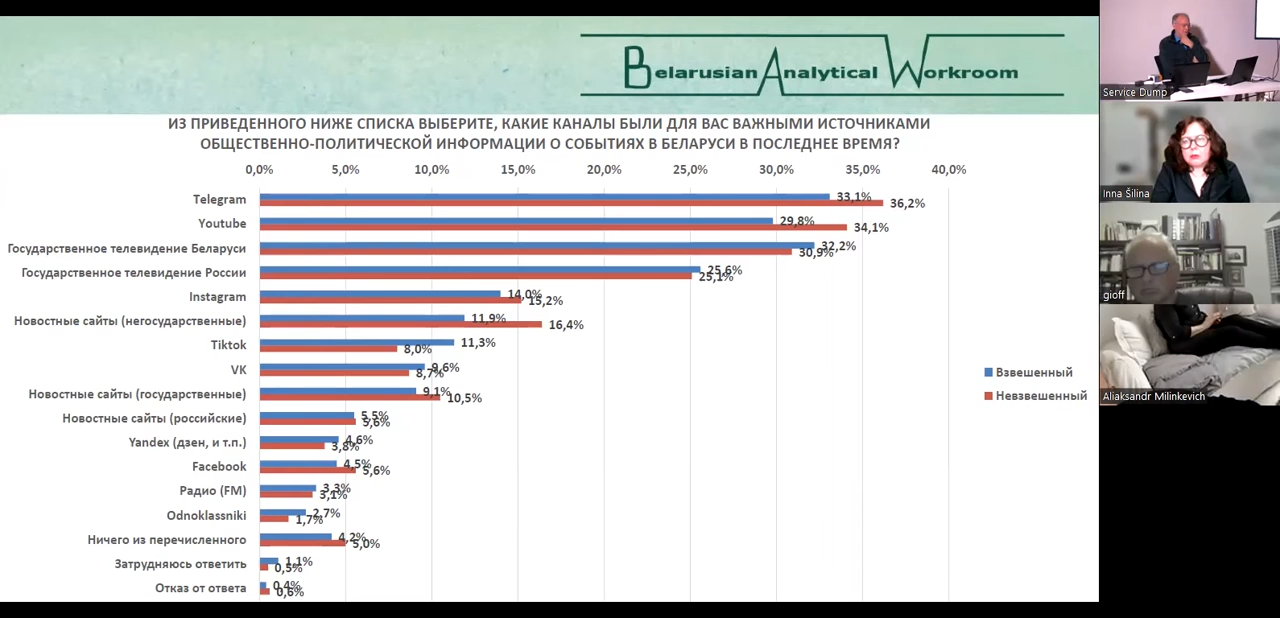 Belarusian Analytical Workroom
ИЗ ПРИВЕДЕННОГО НИЖЕ СПИСКА ВЫБЕРИТЕ, КАКИЕ КАНАЛЫ БЫЛИ ДЛЯ ВАС ВАЖНЫМИ ИСТОЧНИКАМИ
ОБЩЕСТВЕННО-ПОЛИТИЧЕСКОЙ ИНФОРМАЦИИ О СОБЫТИЯХ В БЕЛАРУСИ В ПОСЛЕДНЕЕ ВРЕМЯ?
0,0% 5,0% 10,0% 15,0% 20,0% 25,0% 30,0% 35,0% 40,0%
Telegram 33,1% 36,2%
Youtube 29,8% 34,1%
Государственное телевидение Беларуси 32,2% 30,9%
Государственное телевидение России 25,6% 25,1%
Instagram 14,0% 15,2%
Новостные сайты (негосударственные) 11,9% 16,4%
Tiktok 11,3% 8,0%
VK 9,6% 8,7%
Новостные сайты (государственные) 9,1% 10,5%
Новостные сайты (российские) 5,5% 5,6%
Yandex (дзен, и т.п.) 4,6% 3,8%
Facebook 4,5% 5,6%
Радио (FM) 3,3% 3,1%
Odnoklassniki 2,7% 1,7%
Ничего из перечисленного 4,2% 5,0%
Затрудняюсь ответить 1,1% 0,5%
Отказ от ответа 0,4% 0,6%
Взвешенный
Невзвешенный
Service Dump
Inna Šilina
gioff
Aliaksandr Milinkevich